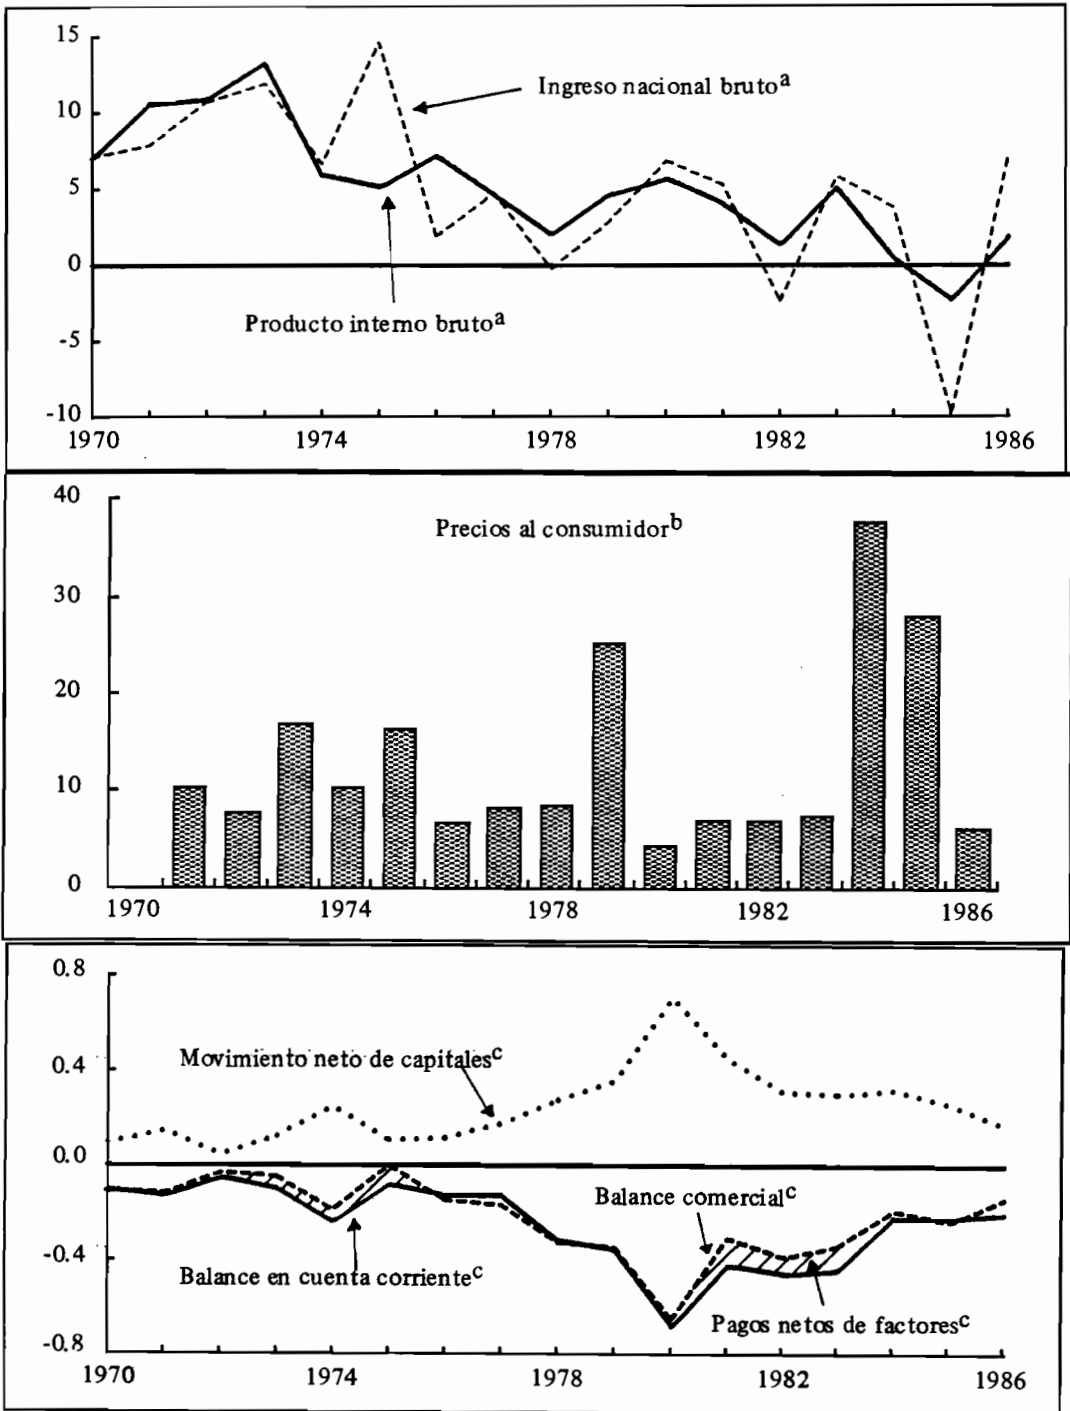 15
Ingreso nacional bruto^a
10
5
0
Producto interno bruto^a
-5
-10
1970 1974 1978 1982 1986
40
Precios al consumidor^b
30
20
10
0
1970 1974 1978 1982 1986
0.8
Movimiento neto de capitales^c
0.4
0.0
Balance comercial^c
-0.4
Balance en cuenta corriente^c
Pagos netos de factores^c
-0.8
1970 1974 1978 1982 1986